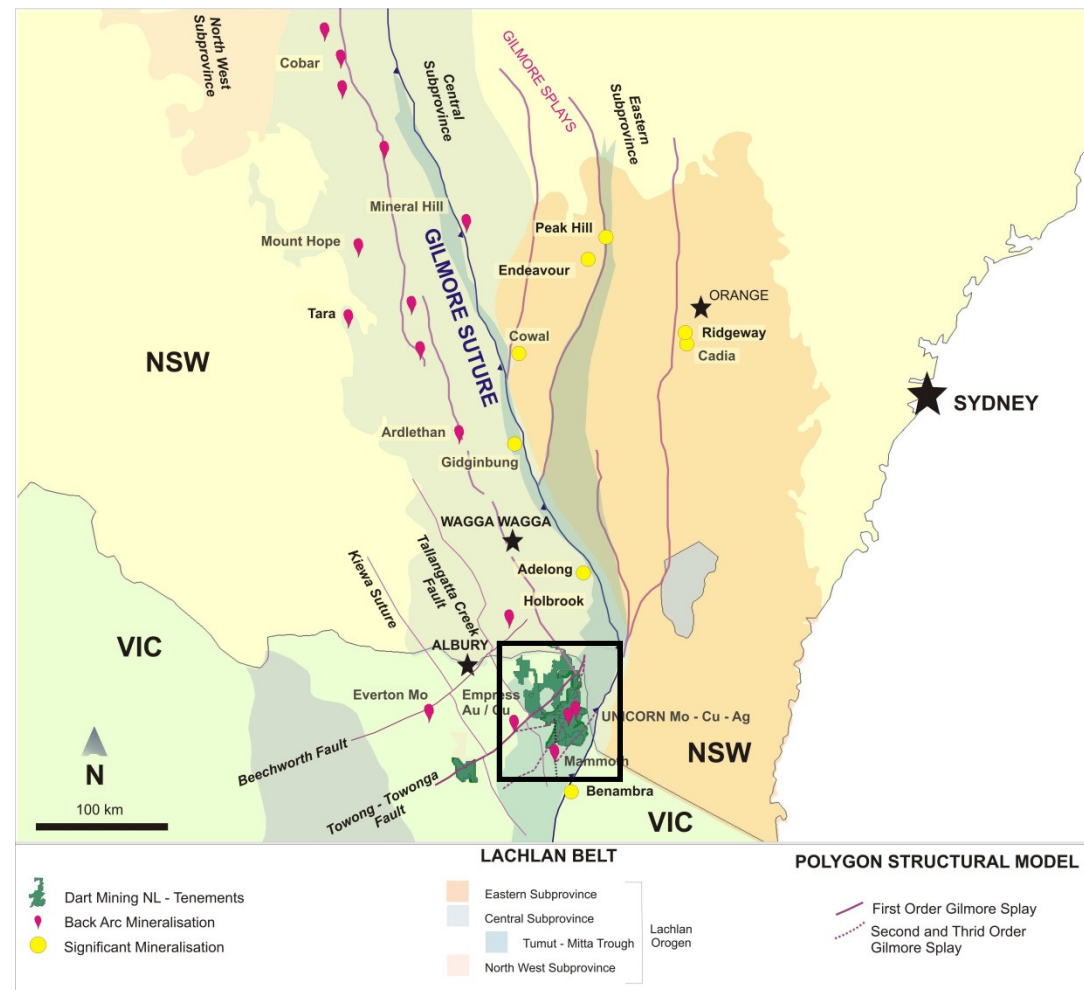 North West
Subprovince
Cobar
Central
Subprovince
GILMORE SPLAYS
Eastern
Subprovince
Mineral Hill
Mount Hope
Peak Hill
Endeavour
GILMORE SUTURE
Tara
ORANGE
Ridgeway
Cadia
Cowal
NSW
SYDNEY
Ardlethan
Gidginbung
WAGGA WAGGA
Kiewa Suture
Tallangatta Creek
Fault
Adelong
Holbrook
VIC
ALBURY
Everton Mo
Empress
Au / Cu
UNICORN Mo - Cu - Ag
NSW
Beechworth Fault
Mammoth
N
Towong - Towonga
Fault
Benambra
100 km
VIC
LACHLAN BELT
POLYGON STRUCTURAL MODEL
Dart Mining NL - Tenements
Back Arc Mineralisation
Significant Mineralisation
Eastern Subprovince
Central Subprovince
Tumut - Mitta Trough
North West Subprovince
Lachlan
Orogen
First Order Gilmore Splay
Second and Thrid Order
Gilmore Splay